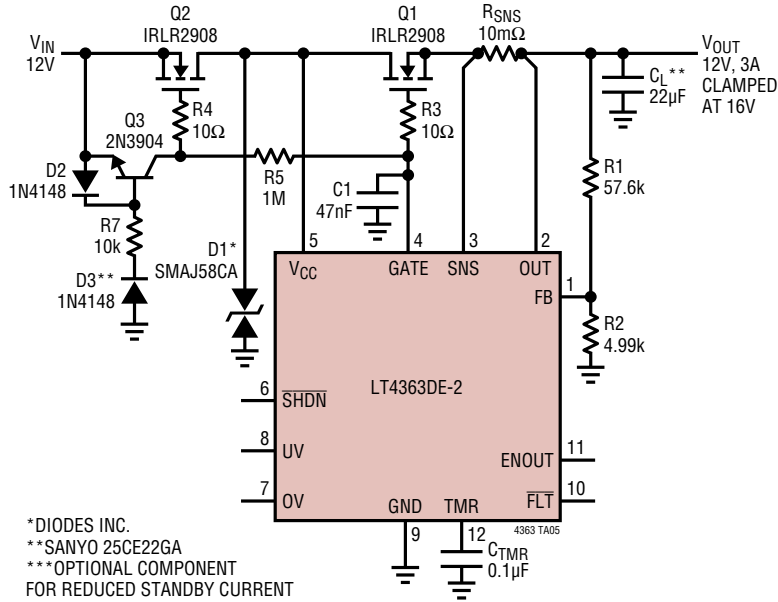 Q2
IRLR2908
Q1
IRLR2908
RSNS
10mΩ
VIN
12V
VOUT
12V, 3A
CLAMPED
AT 16V
CL**
22µF
Q3
2N3904
R4
10Ω
R3
10Ω
D2
1N4148
R5
1M
R1
57.6k
C1
47nF
R7
10k
D1*
SMAJ58CA
D3**
1N4148
5
4
3
2
VCC
GATE
SNS
OUT
FB
1
R2
4.99k
LT4363DE-2
6
SHDN
8
UV
7
OV
ENOUT
11
FLT
10
GND
TMR
9
12
4363 TA05
CTMR
0.1µF
*DIODES INC.
**SANYO 25CE22GA
***OPTIONAL COMPONENT
FOR REDUCED STANDBY CURRENT